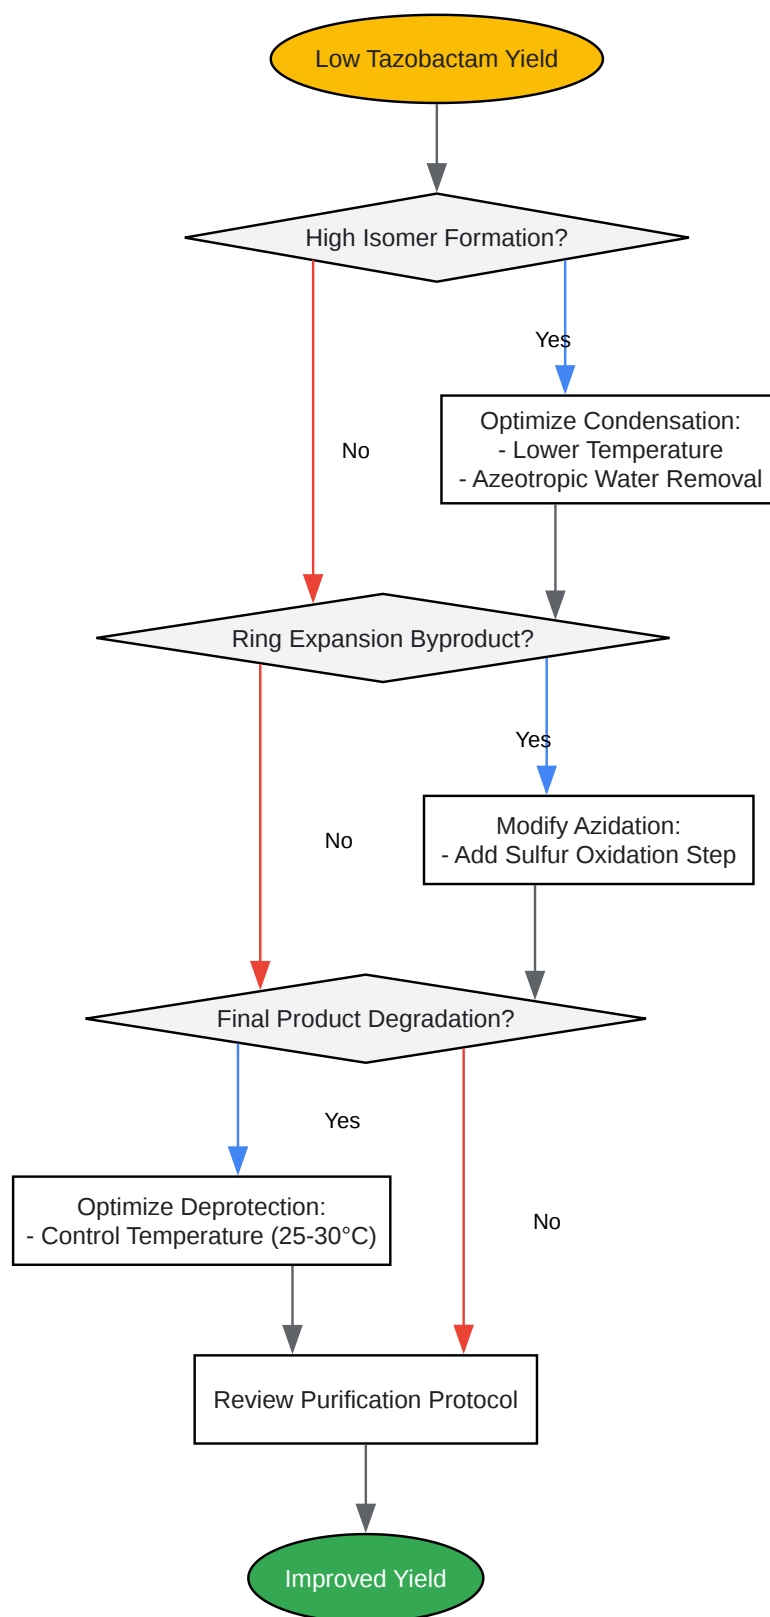 Low Tazobactam Yield
High Isomer Formation?
Yes
Optimize Condensation:
- Lower Temperature
- Azeotropic Water Removal
No
Ring Expansion Byproduct?
Yes
Modify Azidation:
- Add Sulfur Oxidation Step
No
Final Product Degradation?
Yes
Optimize Deprotection:
- Control Temperature (25-30°C)
No
Review Purification Protocol
Improved Yield